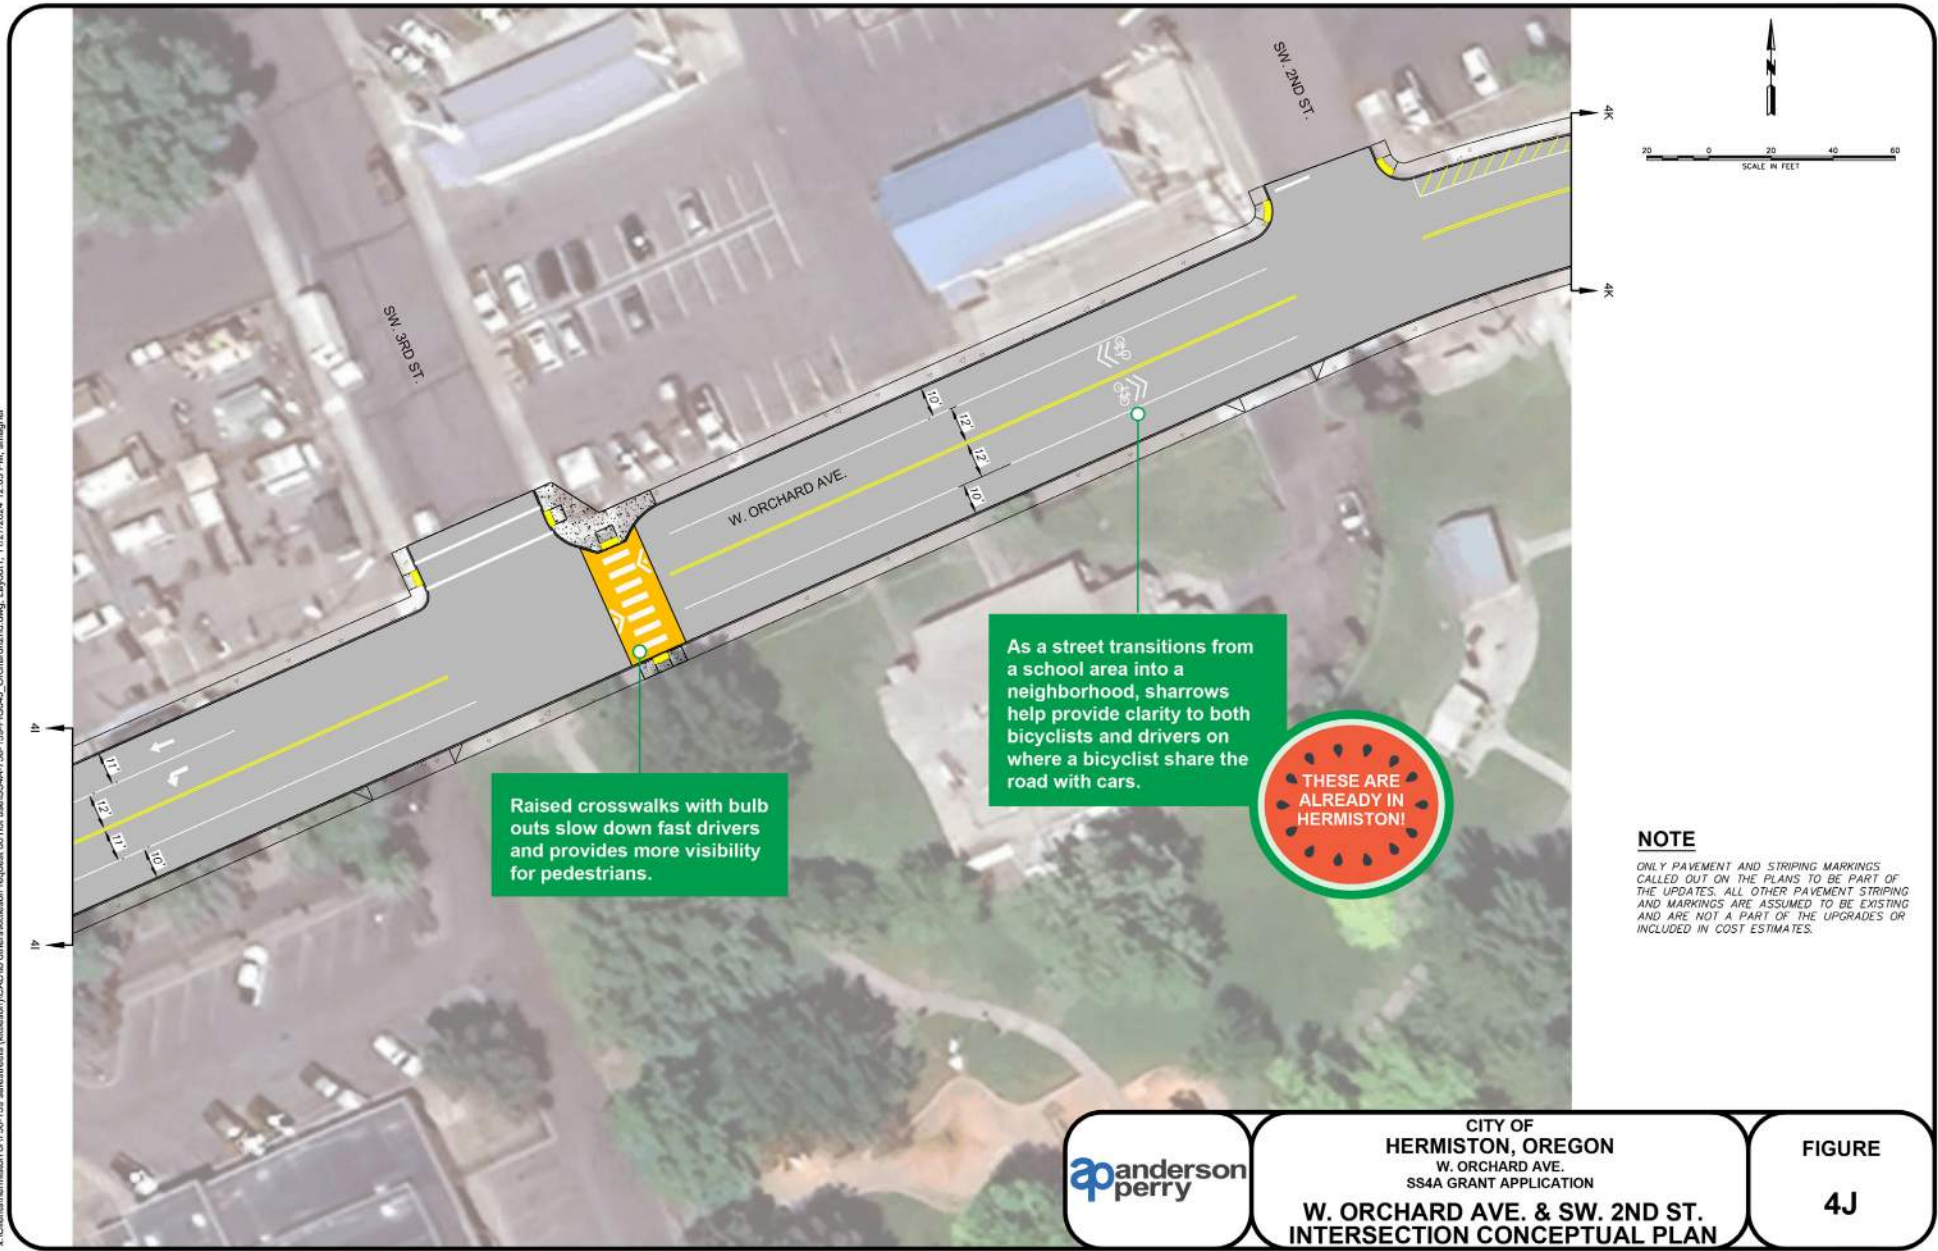 SW. 2ND ST.
4K
N
20 0 20 40 60
SCALE IN FEET
4K
SW. 3RD ST.
10'
12'
12'
10'
W. ORCHARD AVE.
As a street transitions from
a school area into a
neighborhood, sharrows
help provide clarity to both
bicyclists and drivers on
where a bicyclist share the
road with cars.
THESE ARE
ALREADY IN
HERMISTON!
4I
11'
12'
11'
10'
Raised crosswalks with bulb
outs slow down fast drivers
and provides more visibility
for pedestrians.
4I
NOTE
ONLY PAVEMENT AND STRIPING MARKINGS
CALLED OUT ON THE PLANS TO BE PART OF
THE UPDATES. ALL OTHER PAVEMENT STRIPING
AND MARKINGS ARE ASSUMED TO BE EXISTING
AND ARE NOT A PART OF THE UPGRADES OR
INCLUDED IN COST ESTIMATES.
ap anderson
perry
CITY OF
HERMISTON, OREGON
W. ORCHARD AVE.
SS4A GRANT APPLICATION
W. ORCHARD AVE. & SW. 2ND ST.
INTERSECTION CONCEPTUAL PLAN
FIGURE
4J